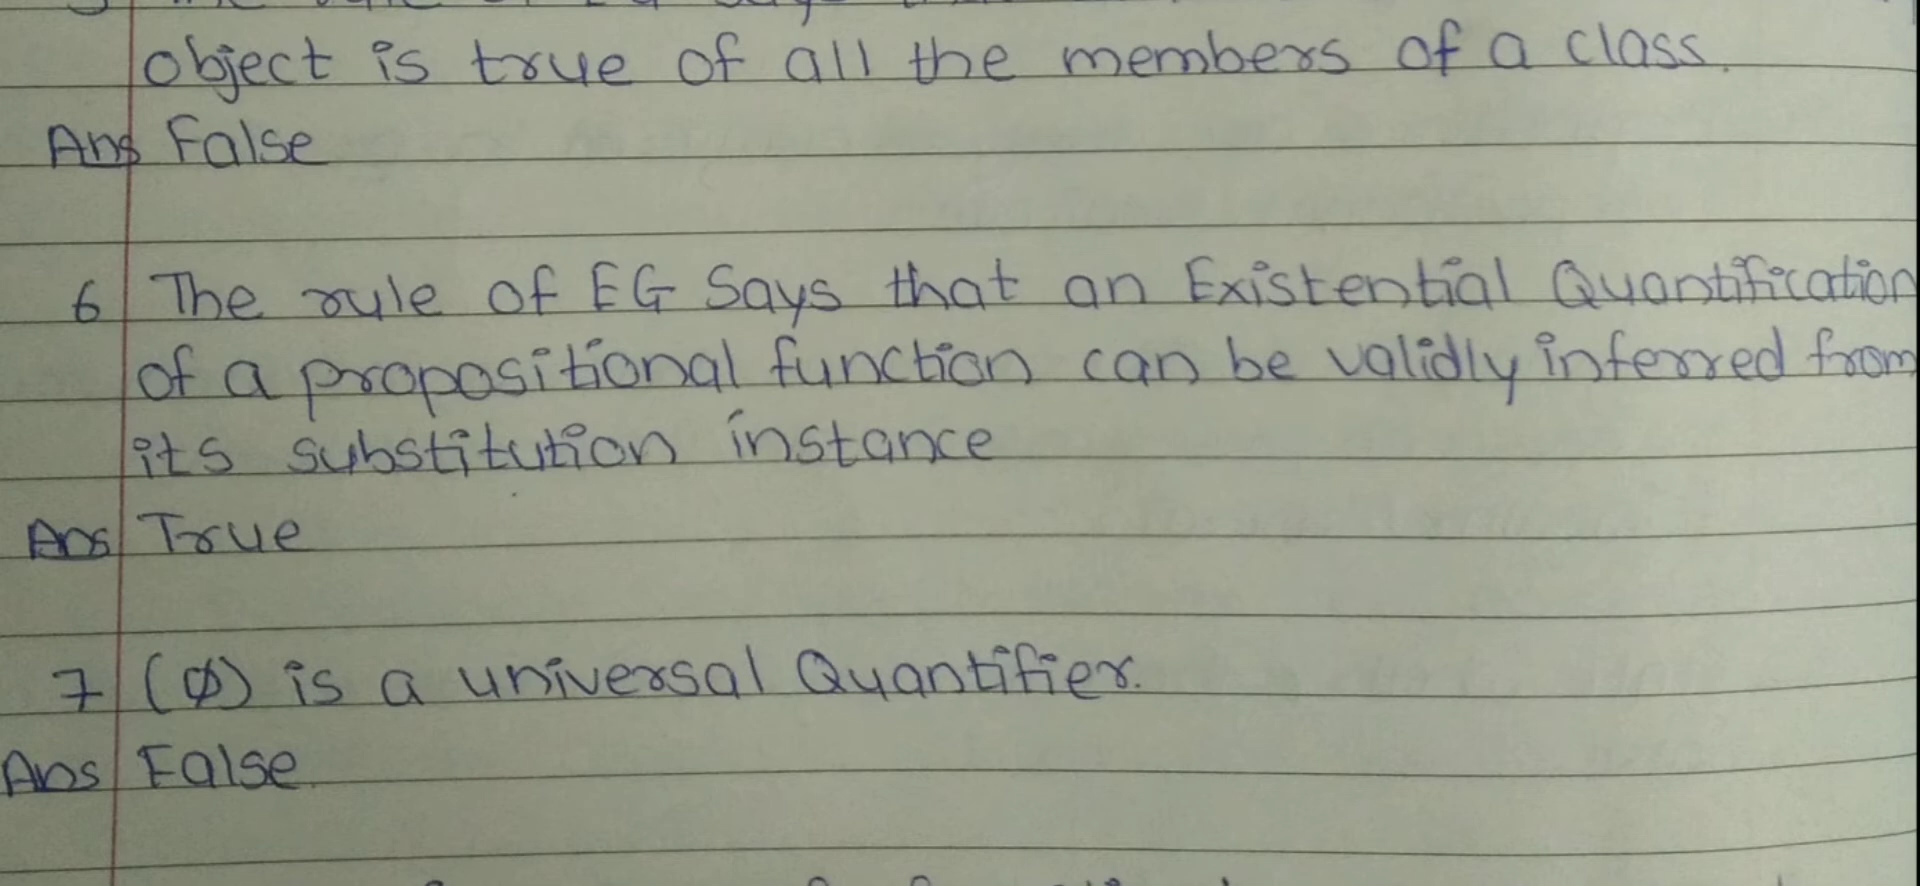 object is true of all the members of a class.
Ans False
6 The rule of EG Says that an Existential Quantification
of a propositional function can be validly inferred from
its substitution instance
Ans True
7 (Ø) is a universal Quantifier.
Ans False